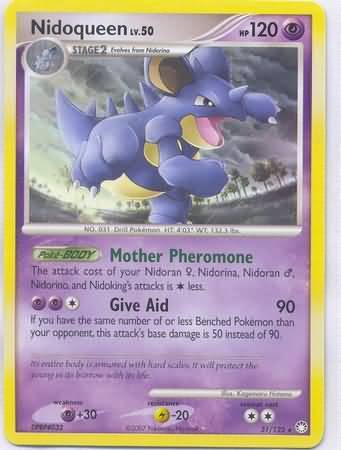 Nidoqueen LV.50
HP 120
STAGE 2 Evolves from Nidorina
NO. 031 Drill Pokémon HT: 4'03" WT: 132.3 lbs.
Poké-BODY Mother Pheromone
The attack cost of your Nidoran ♀, Nidorina, Nidoran ♂,
Nidorino, and Nidoking's attacks is less.
Give Aid 90
If you have the same number of or less Benched Pokémon than
your opponent, this attack's base damage is 50 instead of 90.
Its entire body is armored with hard scales. It will protect the
young in its burrow with its life.
Illus. Kagemaru Himeno
weakness resistance retreat cost
+30 -20
DPBP#032 ©2007 Pokémon/Nintendo 31/123 ★